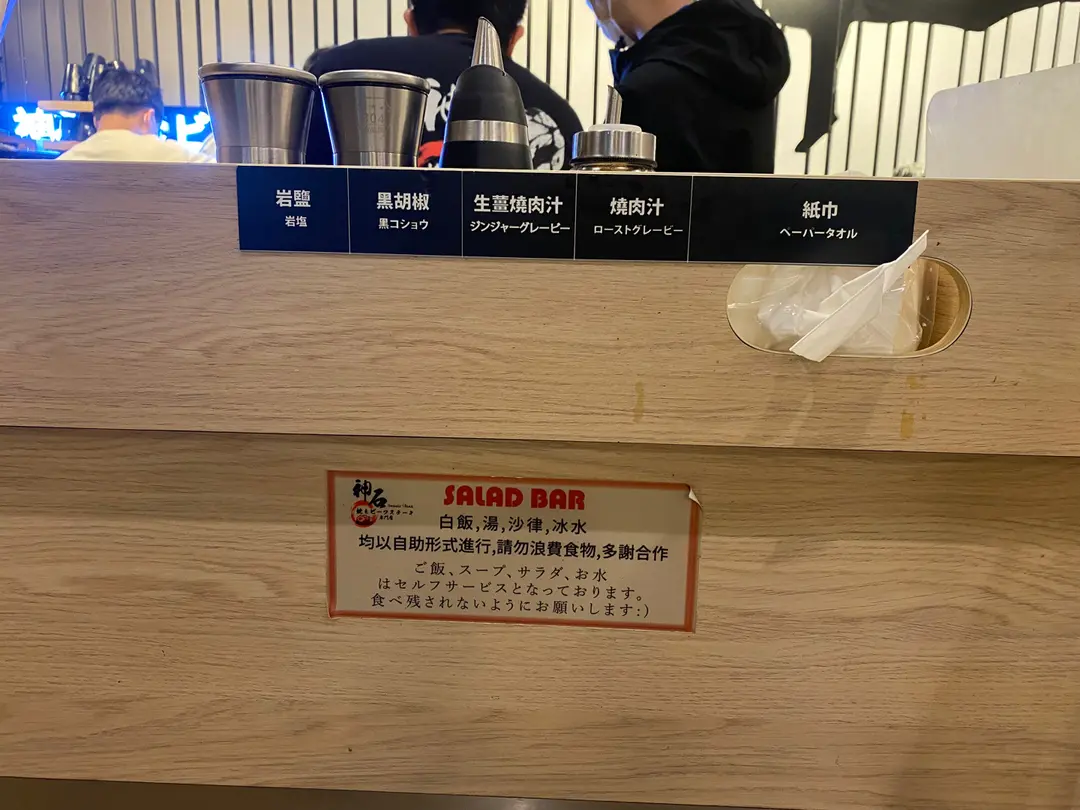 岩鹽
岩塩
黑胡椒
黒コショウ
生薑燒肉汁
ジンジャーグレービー
燒肉汁
ローストグレービー
紙巾
ペーパータオル
神石
SALAD BAR
白飯,湯,沙律,冰水
均以自助形式進行,請勿浪費食物,多謝合作
ご飯、スープ、サラダ、お水
はセルフサービスとなっております。
食べ残されないようにお願いします:)